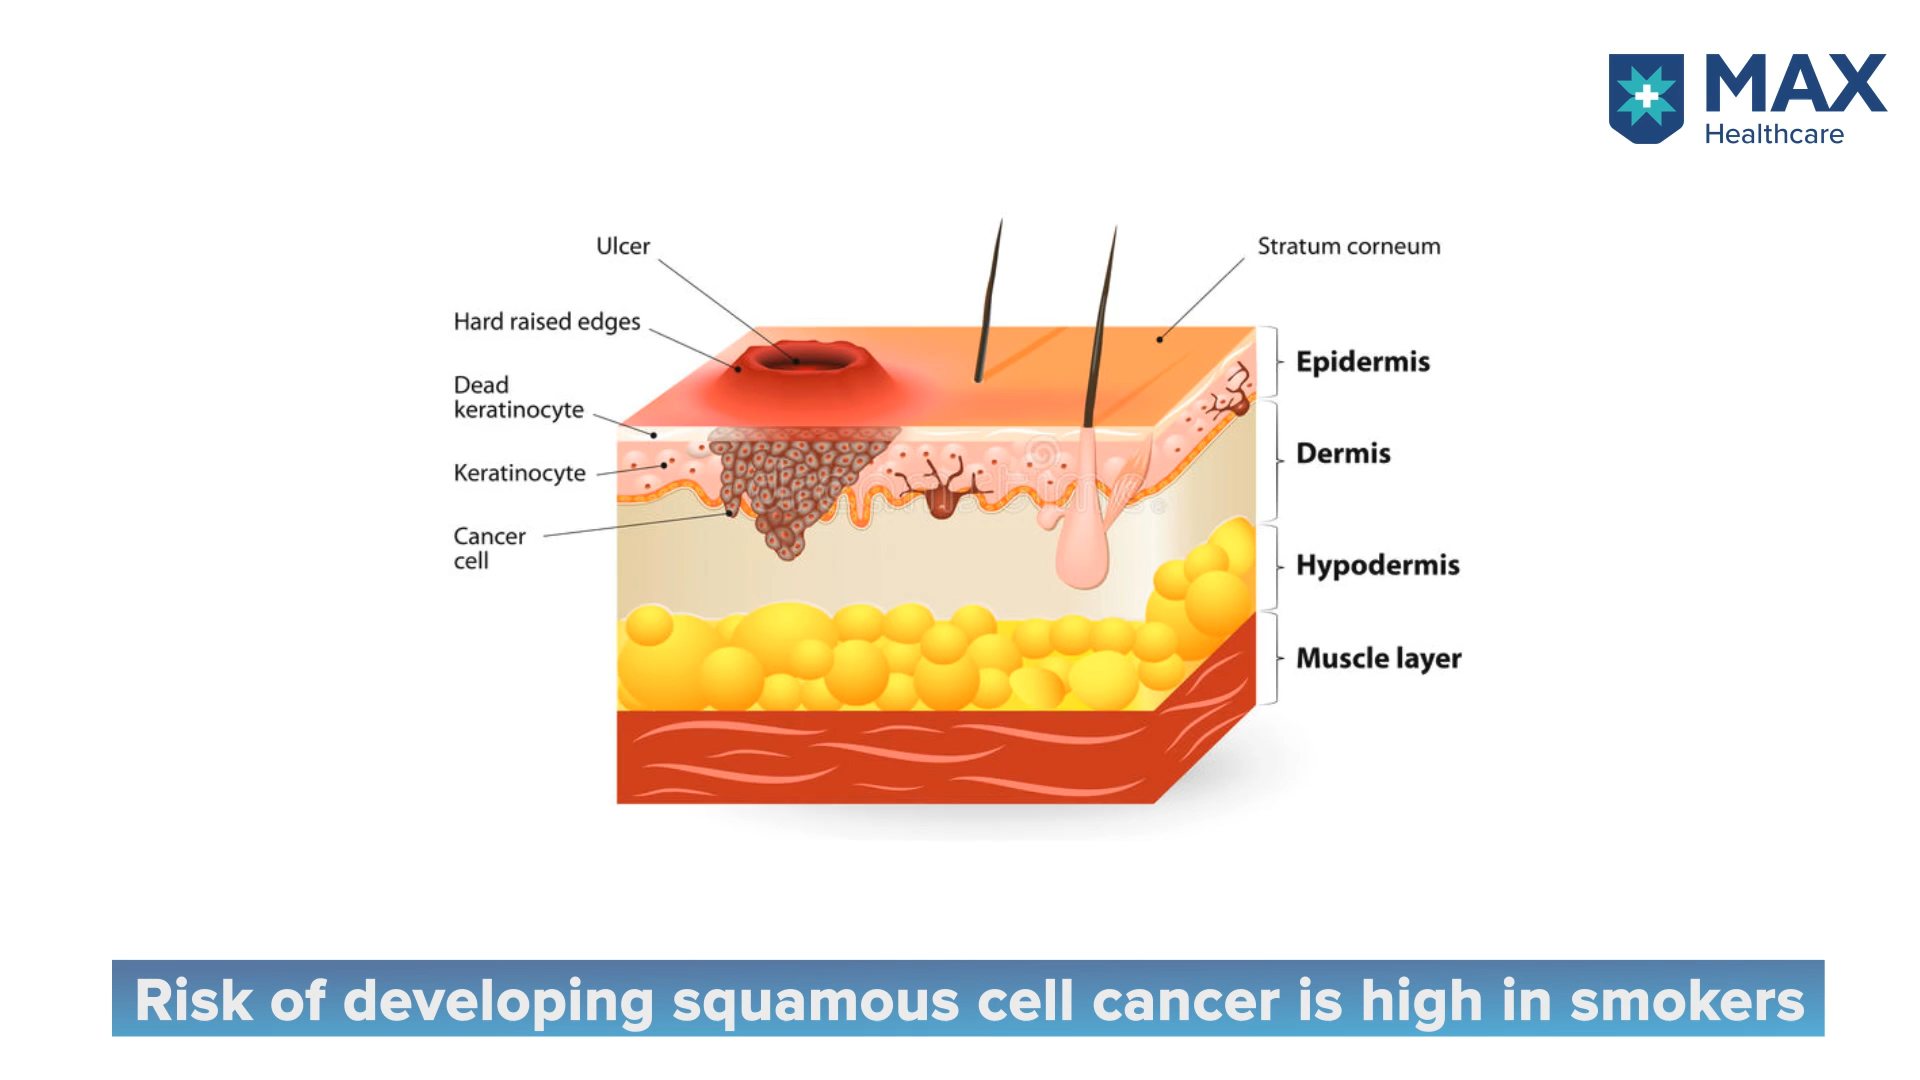 MAX
Healthcare
Ulcer
Stratum corneum
Hard raised edges
Epidermis
Dead
keratinocyte
Dermis
Keratinocyte
Cancer
cell
Hypodermis
Muscle layer
Risk of developing squamous cell cancer is high in smokers